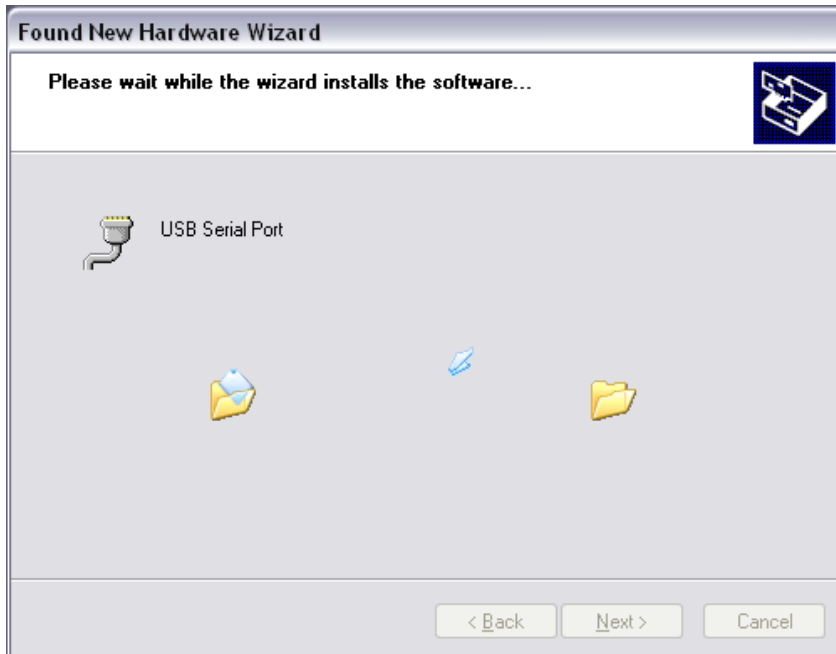 Found New Hardware Wizard
Please wait while the wizard installs the software...
USB Serial Port
< Back Next > Cancel